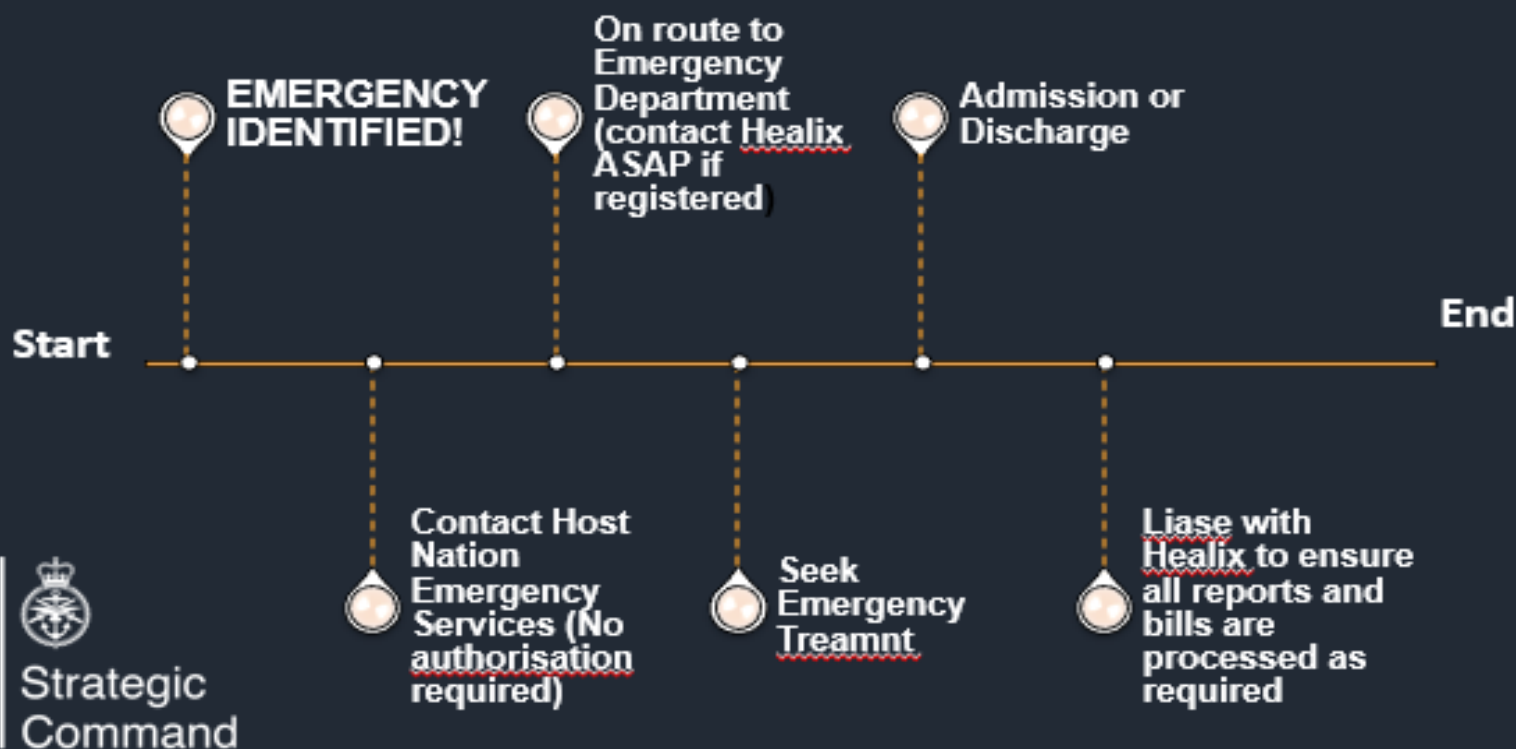 Start
EMERGENCY
IDENTIFIED!
Contact Host
Nation
Emergency
Services (No
authorisation
required)
On route to
Emergency
Department
(contact Healix
ASAP if
registered)
Seek
Emergency
Treamnt
Admission or
Discharge
Liase with
Healix to ensure
all reports and
bills are
processed as
required
End
Strategic
Command